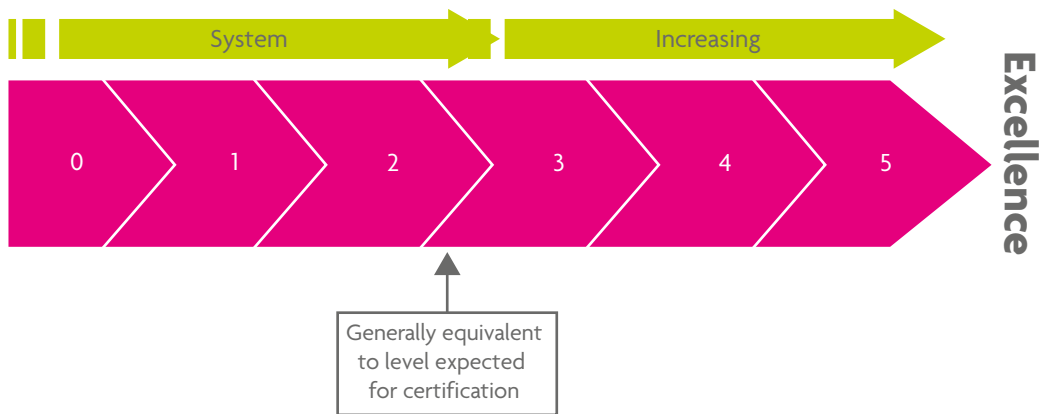 System
Increasing
Excellence
0
1
2
3
4
5
Generally equivalent
to level expected
for certification